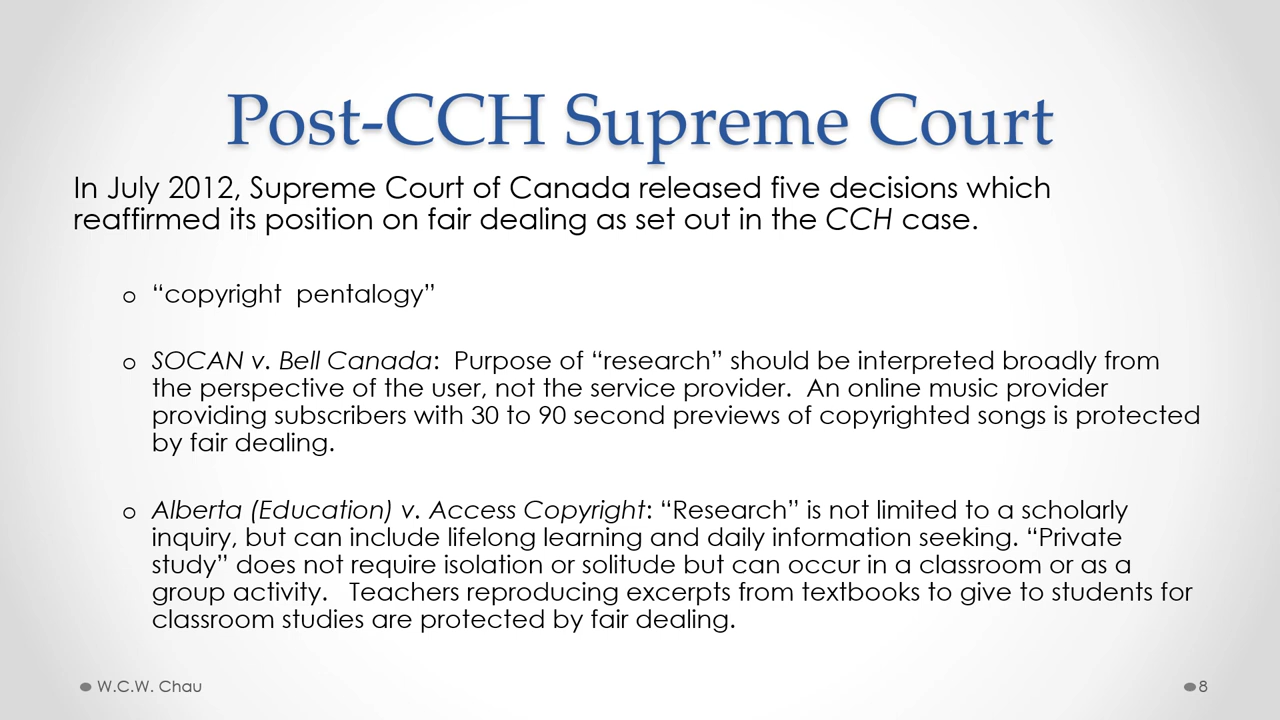 Post-CCH Supreme Court
In July 2012, Supreme Court of Canada released five decisions which
reaffirmed its position on fair dealing as set out in the CCH case.
o “copyright  pentalogy”
o SOCAN v. Bell Canada:  Purpose of “research” should be interpreted broadly from
the perspective of the user, not the service provider.  An online music provider
providing subscribers with 30 to 90 second previews of copyrighted songs is protected
by fair dealing.
o Alberta (Education) v. Access Copyright: “Research” is not limited to a scholarly
inquiry, but can include lifelong learning and daily information seeking. “Private
study” does not require isolation or solitude but can occur in a classroom or as a
group activity.   Teachers reproducing excerpts from textbooks to give to students for
classroom studies are protected by fair dealing.
W.C.W. Chau
8